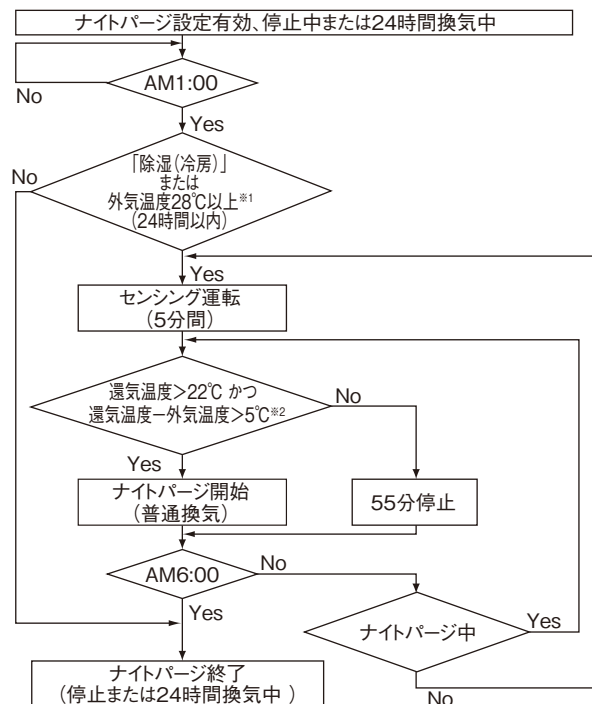 ナイトパージ設定有効、停止中または24時間換気中
AM1:00
No
Yes
「除湿(冷房)」
または
外気温度28℃以上※1
(24時間以内)
No
Yes
センシング運転
(5分間)
還気温度>22℃ かつ
還気温度−外気温度>5℃※2
No
Yes
ナイトパージ開始
(普通換気)
55分停止
AM6:00
No
Yes
ナイトパージ中
Yes
No
ナイトパージ終了
(停止または24時間換気中 )